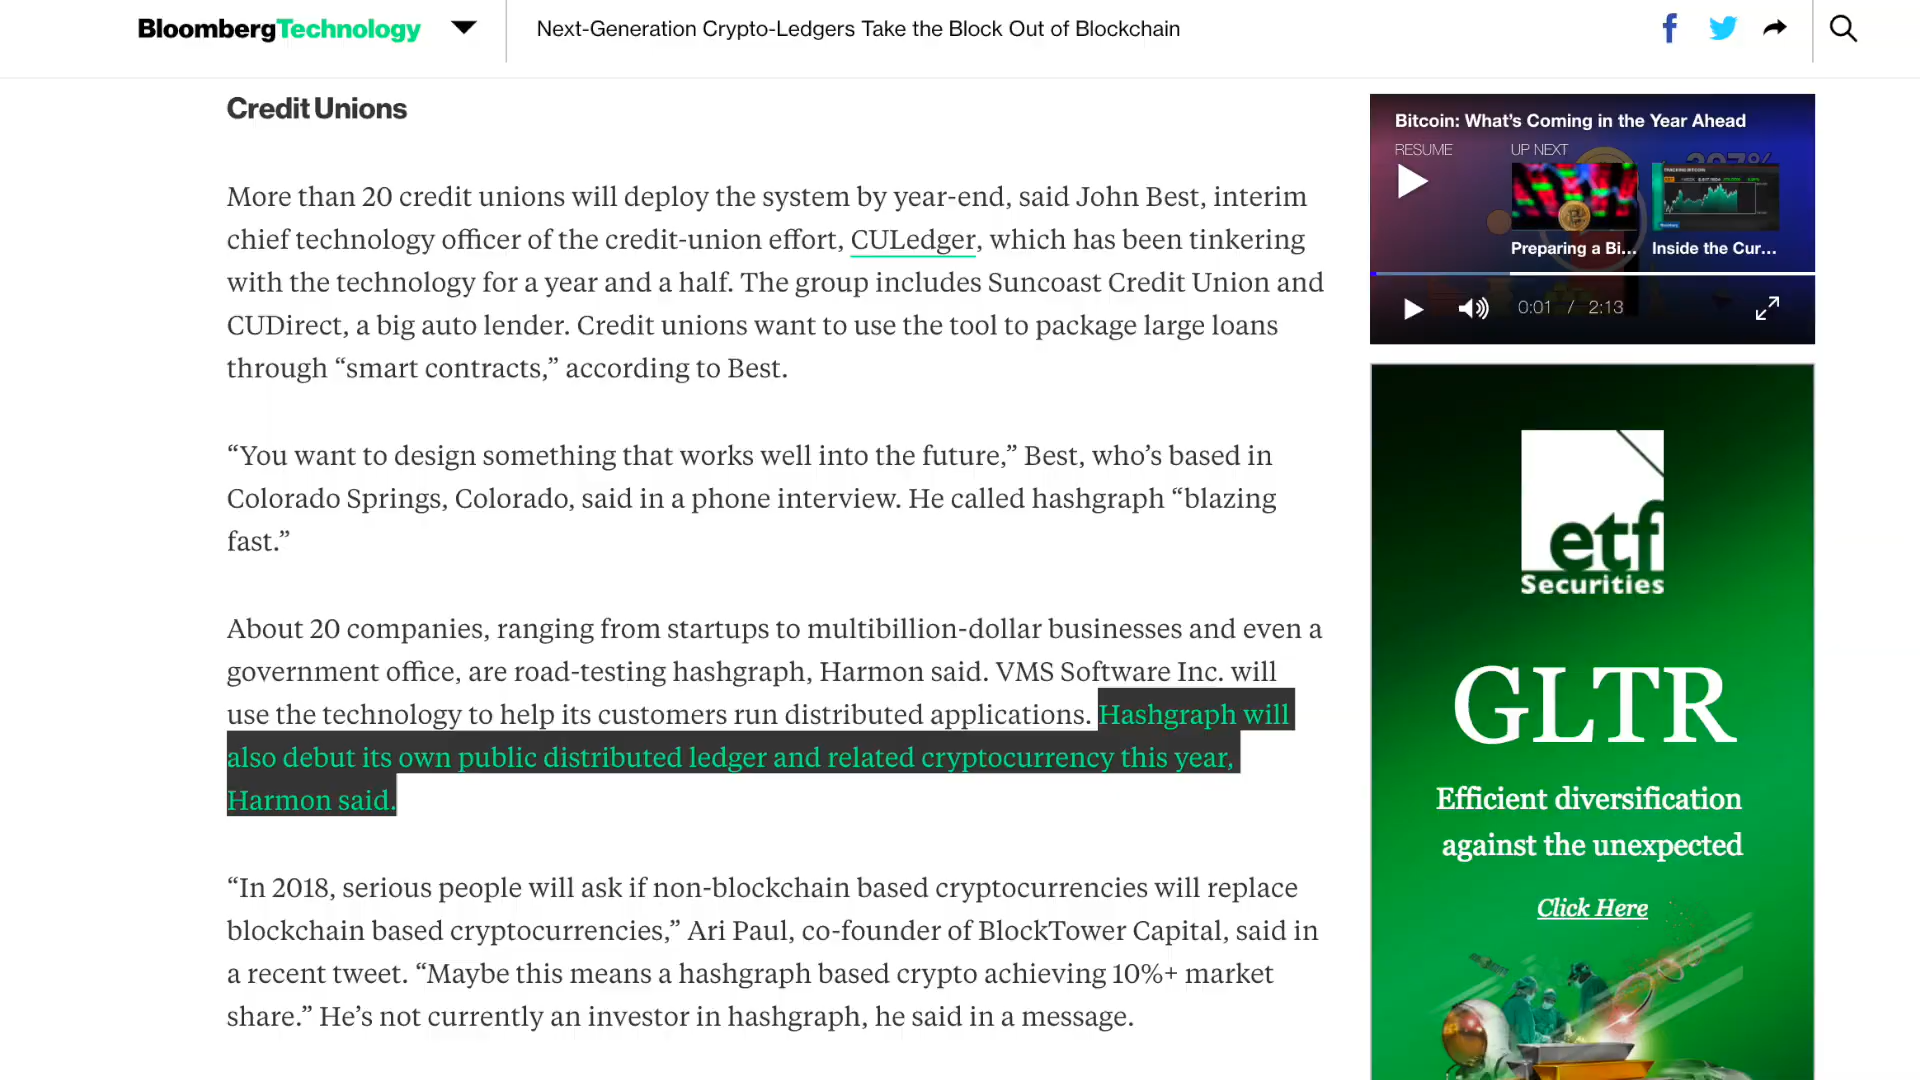 BloombergTechnology
Next-Generation Crypto-Ledgers Take the Block Out of Blockchain
Credit Unions
More than 20 credit unions will deploy the system by year-end, said John Best, interim
chief technology officer of the credit-union effort, CULedger, which has been tinkering
with the technology for a year and a half. The group includes Suncoast Credit Union and
CUDirect, a big auto lender. Credit unions want to use the tool to package large loans
through “smart contracts,” according to Best.
“You want to design something that works well into the future,” Best, who’s based in
Colorado Springs, Colorado, said in a phone interview. He called hashgraph “blazing
fast.”
About 20 companies, ranging from startups to multibillion-dollar businesses and even a
government office, are road-testing hashgraph, Harmon said. VMS Software Inc. will
use the technology to help its customers run distributed applications. Hashgraph will
also debut its own public distributed ledger and related cryptocurrency this year,
Harmon said.
“In 2018, serious people will ask if non-blockchain based cryptocurrencies will replace
blockchain based cryptocurrencies,” Ari Paul, co-founder of BlockTower Capital, said in
a recent tweet. “Maybe this means a hashgraph based crypto achieving 10%+ market
share.” He’s not currently an investor in hashgraph, he said in a message.
Bitcoin: What’s Coming in the Year Ahead
RESUME UP NEXT
Preparing a Bi... Inside the Cur...
0:01 / 2:13
etf
Securities
GLTR
Efficient diversification
against the unexpected
Click Here